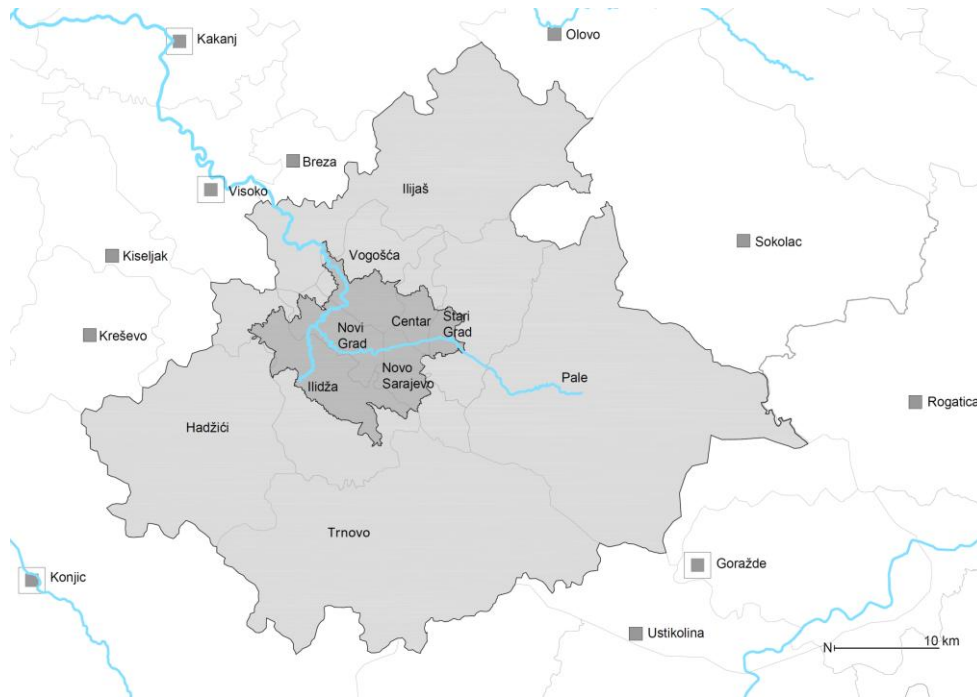 Kakanj
Olovo
Breza
Visoko
Ilijaš
Sokolac
Kiseljak
Vogošća
Kreševo
Novi
Grad
Centar
Stari
Grad
Novo
Sarajevo
Ilidža
Pale
Rogatica
Hadžići
Trnovo
Goražde
Konjic
Ustikolina
N
10 km